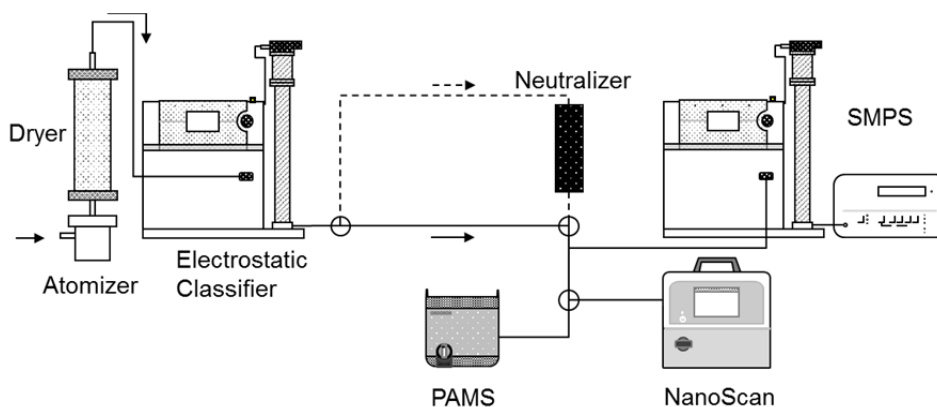 Neutralizer
SMPS
Dryer
Electrostatic
Classifier
Atomizer
PAMS
NanoScan